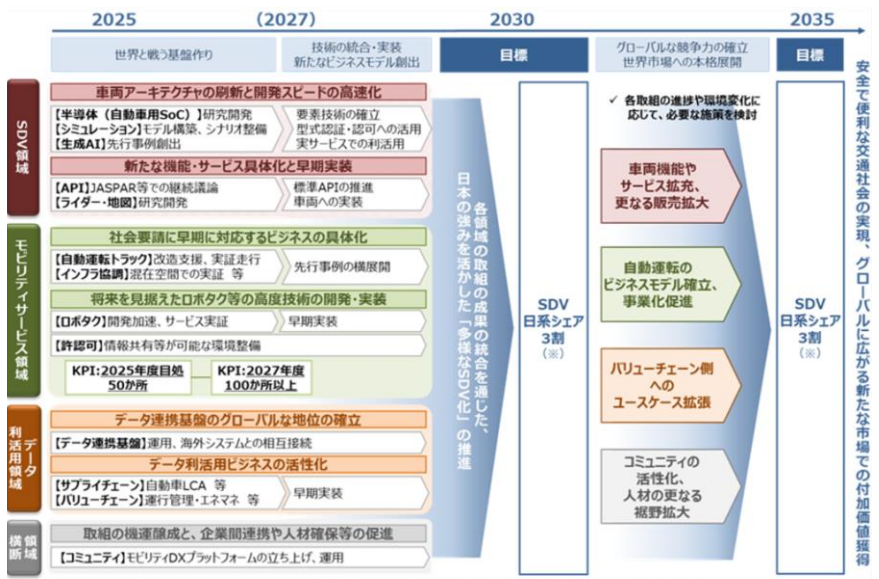 2025
(2027)
2030
2035
世界と戦う基盤作り
技術の統合・実装
新たなビジネスモデル創出
目標
グローバルな競争力の確立
世界市場への本格展開
目標
SDV領域
車両アーキテクチャの刷新と開発スピードの高速化
【半導体（自動車用SoC）】研究開発
【シミュレーション】モデル構築、シナリオ整備
【生成AI】先行事例創出
要素技術の確立
型式認証・認可への活用
実サービスでの利活用
新たな機能・サービス具体化と早期実装
【API】JASPAR等での継続議論
【ライダー・地図】研究開発
標準APIの推進
車両への実装
モビリティサービス領域
社会要請に早期に対応するビジネスの具体化
【自動運転トラック】改造支援、実証走行
【インフラ協調】混在空間での実証 等
先行事例の横展開
将来を見据えたロボタク等の高度技術の開発・実装
【ロボタク】開発加速、サービス実証
早期実装
【許認可】情報共有等が可能な環境整備
KPI:2025年度目処
50か所
KPI:2027年度
100か所以上
データ
利活用領域
データ連携基盤のグローバルな地位の確立
【データ連携基盤】運用、海外システムとの相互接続
データ利活用ビジネスの活性化
【サプライチェーン】自動車LCA 等
【バリューチェーン】運行管理・エネマネ 等
早期実装
領域
横断
取組の機運醸成と、企業間連携や人材確保等の促進
【コミュニティ】モビリティDXプラットフォームの立ち上げ、運用
各領域の取組の成果の統合を通した、
日本の強みを活かした「多様なSDV化」の推進
SDV
日系シェア
3割
（※）
✓ 各取組の進捗や環境変化に
応じて、必要な施策を検討
車両機能や
サービス拡充、
更なる販売拡大
自動運転の
ビジネスモデル確立、
事業化促進
バリューチェーン側
への
ユースケース拡張
コミュニティの
活性化、
人材の更なる
裾野拡大
SDV
日系シェア
3割
（※）
安全で便利な交通社会の実現、グローバルに広がる新たな市場での付加価値獲得